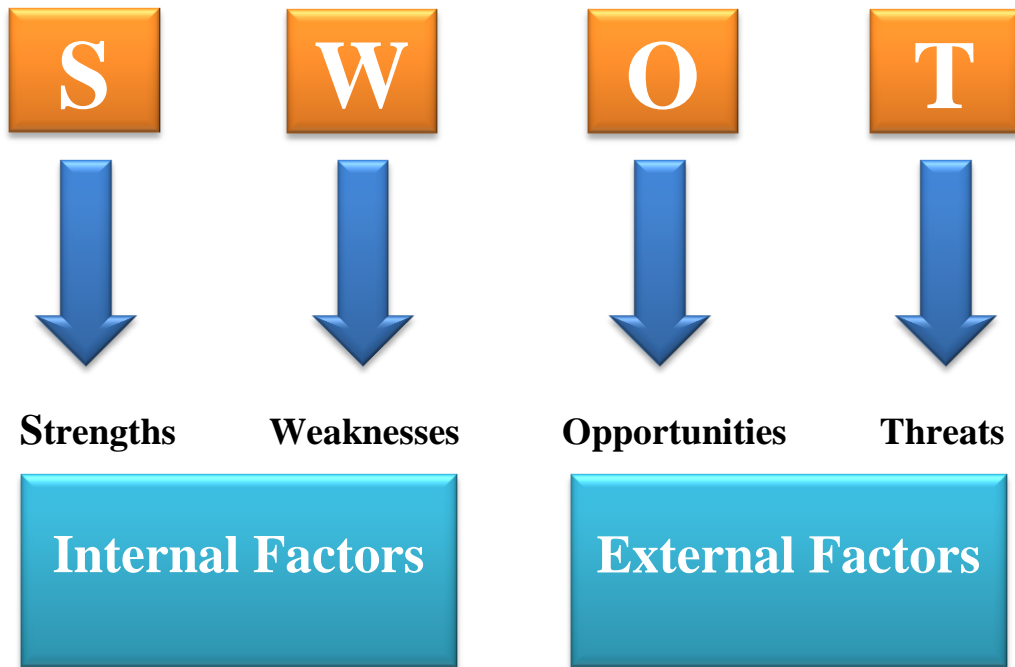 S W O T
Strengths Weaknesses Opportunities Threats
Internal Factors External Factors